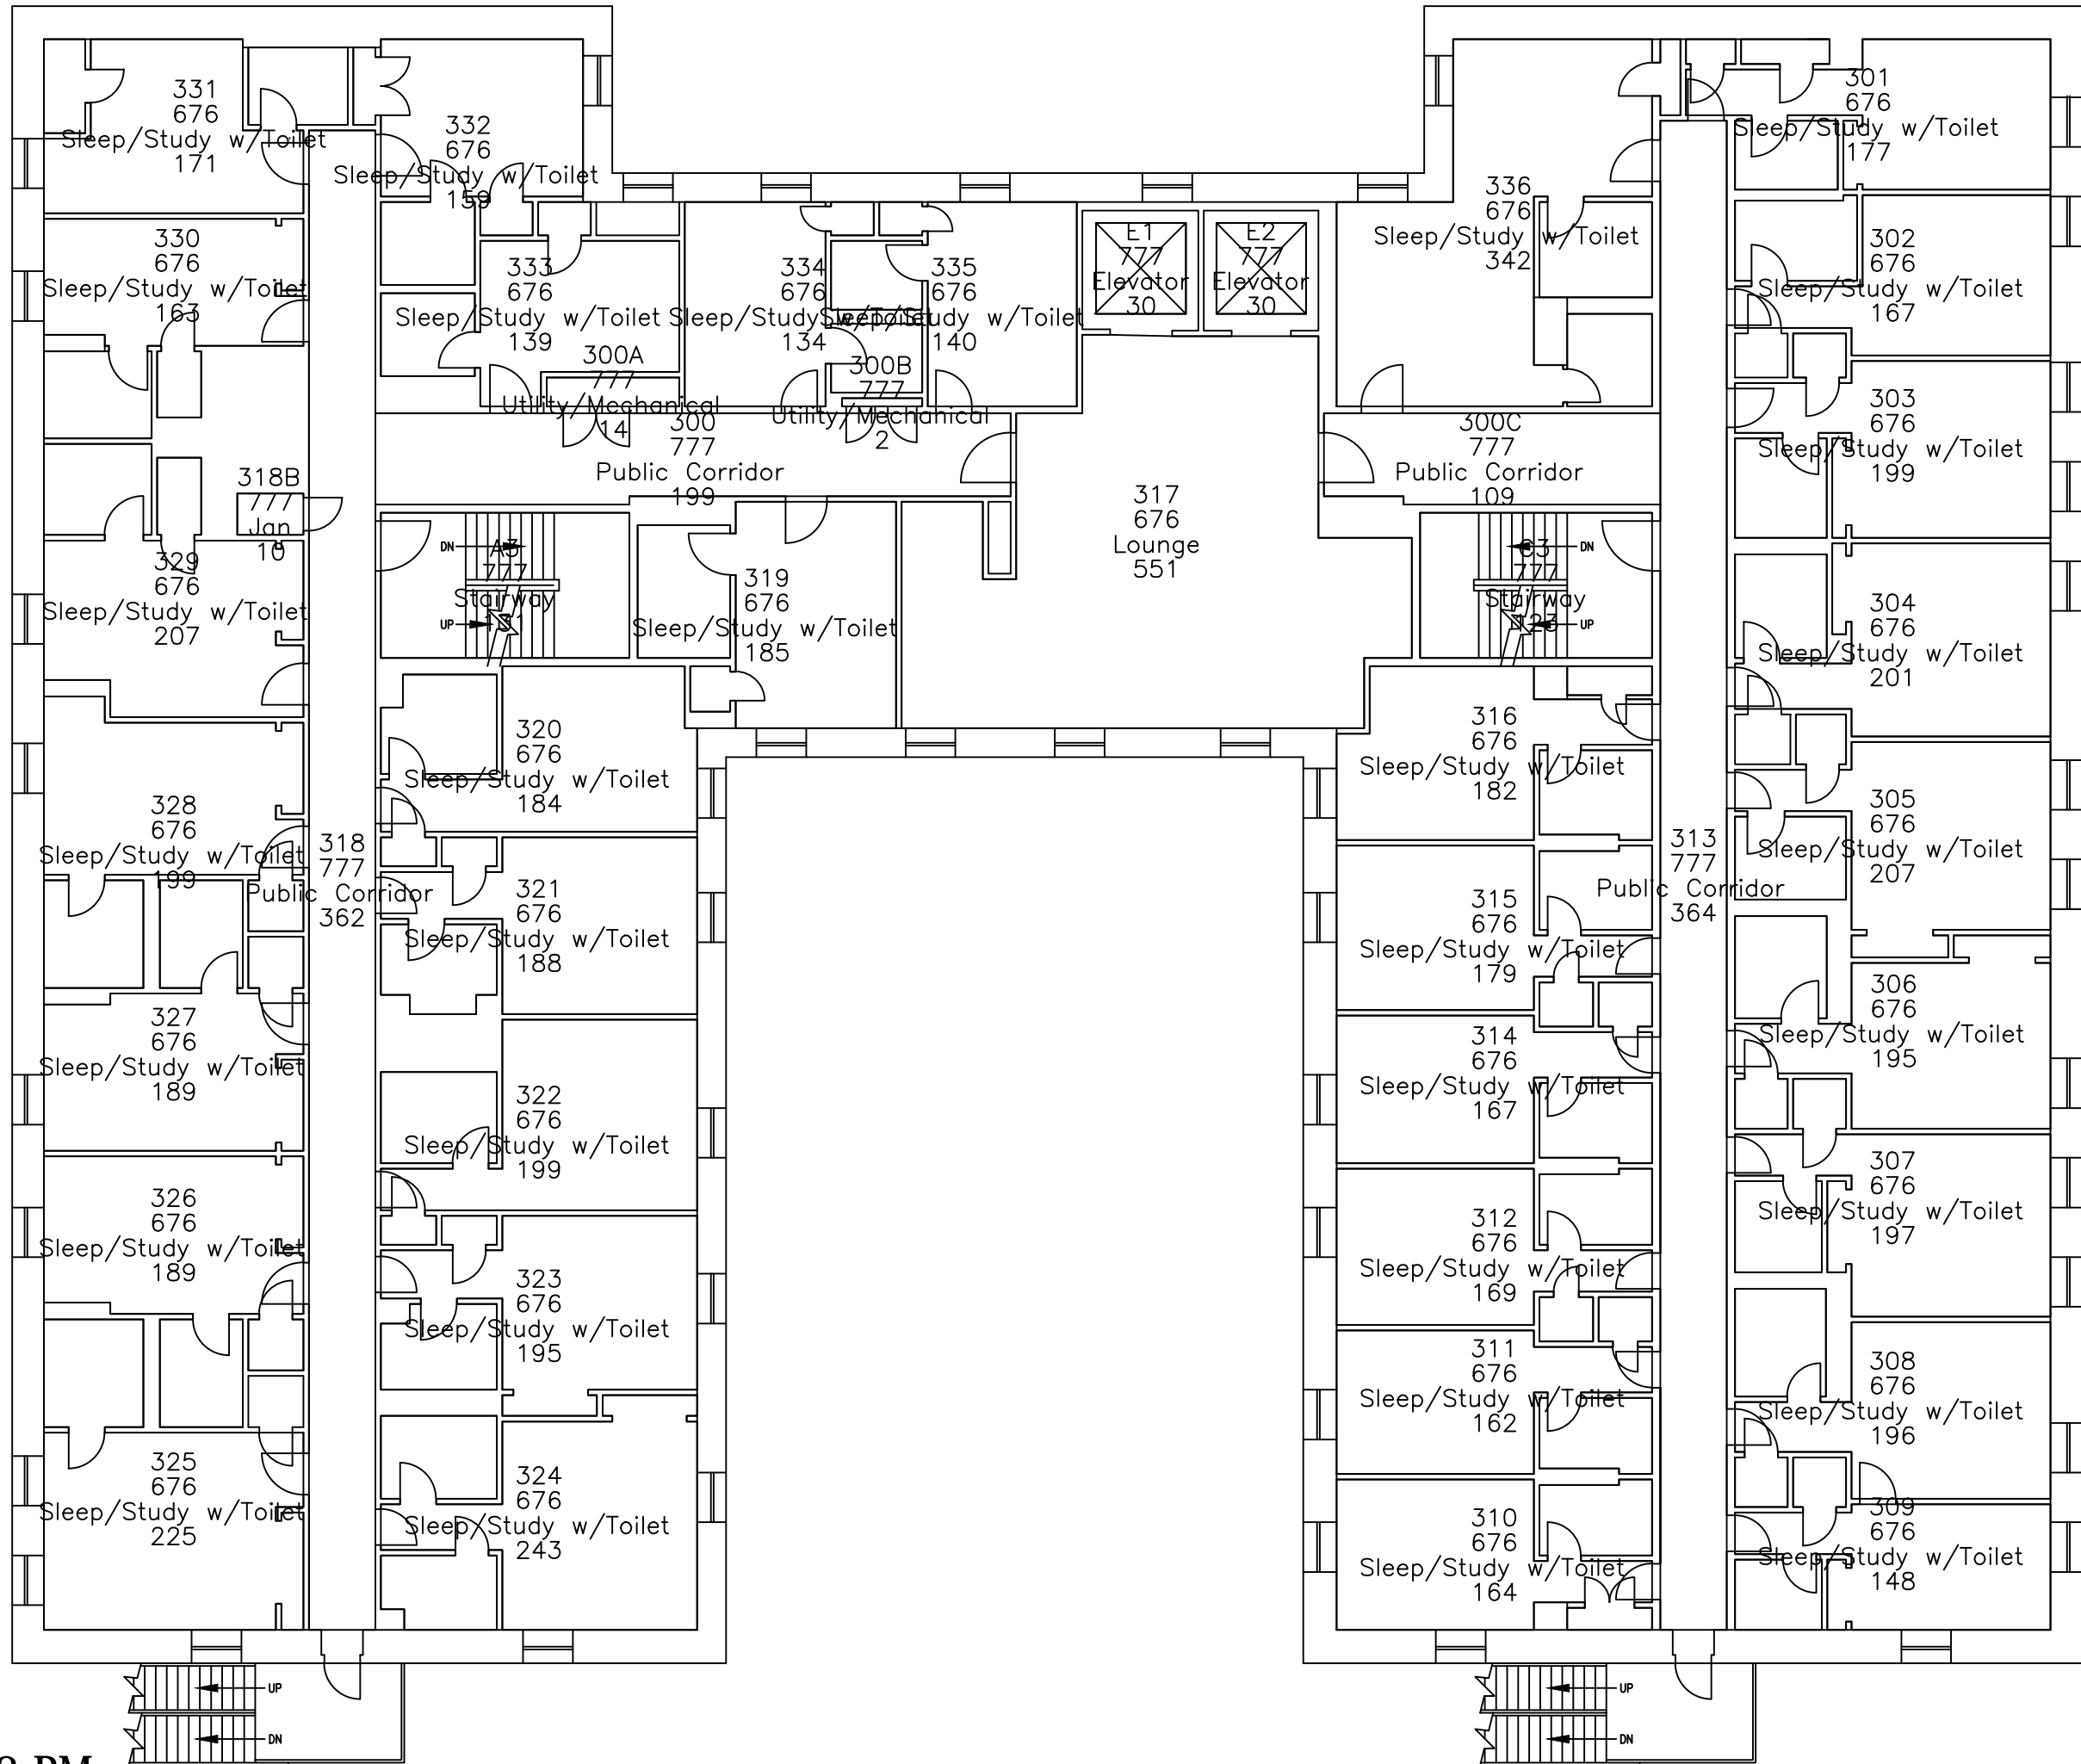 331
676
Sleep/Study w/Toilet
171
332
676
Sleep/Study w/Toilet
159
330
676
Sleep/Study w/Toilet
163
333
676
Sleep/Study w/Toilet
139
334
676
Sleep/Study w/Toilet
134
335
676
Sleep/Study w/Toilet
140
E1
777
Elevator
30
E2
777
Elevator
30
336
676
Sleep/Study w/Toilet
342
301
676
Sleep/Study w/Toilet
177
302
676
Sleep/Study w/Toilet
167
300A
777
Utility/Mechanical
14
300B
777
Utility/Mechanical
2
300
777
Public Corridor
199
300C
777
Public Corridor
109
303
676
Sleep/Study w/Toilet
199
318B
777
Jan
10
329
676
Sleep/Study w/Toilet
207
DN
A3
777
Stairway
UP
319
676
Sleep/Study w/Toilet
185
317
676
Lounge
551
DN
777
Stairway
123
UP
304
676
Sleep/Study w/Toilet
201
328
676
Sleep/Study w/Toilet
199
318
777
Public Corridor
362
320
676
Sleep/Study w/Toilet
184
316
676
Sleep/Study w/Toilet
182
313
777
Public Corridor
364
305
676
Sleep/Study w/Toilet
207
321
676
Sleep/Study w/Toilet
188
315
676
Sleep/Study w/Toilet
179
327
676
Sleep/Study w/Toilet
189
322
676
Sleep/Study w/Toilet
199
314
676
Sleep/Study w/Toilet
167
306
676
Sleep/Study w/Toilet
195
326
676
Sleep/Study w/Toilet
189
323
676
Sleep/Study w/Toilet
195
312
676
Sleep/Study w/Toilet
169
307
676
Sleep/Study w/Toilet
197
311
676
Sleep/Study w/Toilet
162
308
676
Sleep/Study w/Toilet
196
325
676
Sleep/Study w/Toilet
225
324
676
Sleep/Study w/Toilet
243
310
676
Sleep/Study w/Toilet
164
309
676
Sleep/Study w/Toilet
148
UP
DN
UP
DN
PM